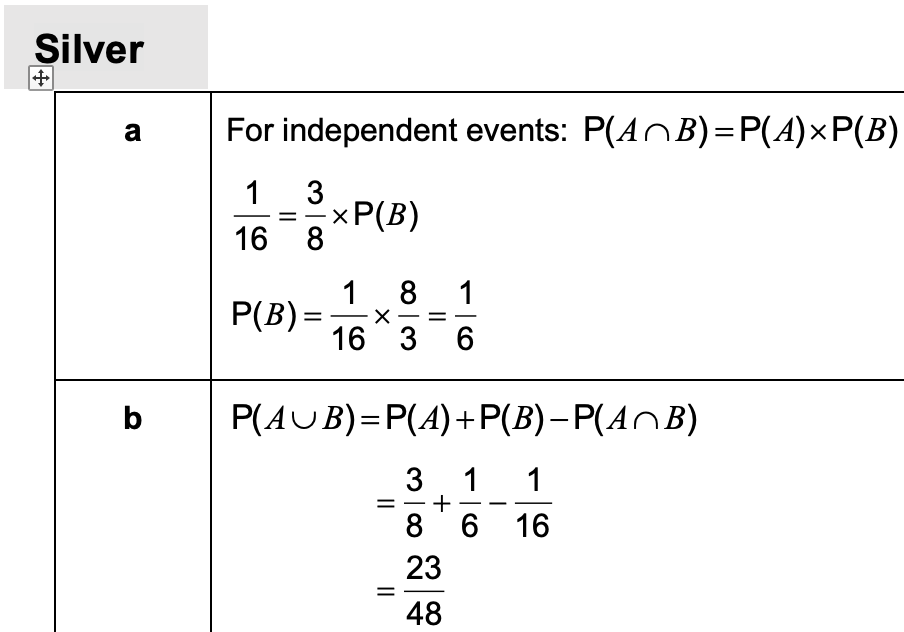 Silver
a
For independent events: P(A∩B)=P(A)×P(B)
1/16 = 3/8 ×P(B)
P(B)= 1/16 × 8/3 = 1/6
b
P(A∪B)=P(A)+P(B)−P(A∩B)
= 3/8 + 1/6 − 1/16
= 23/48